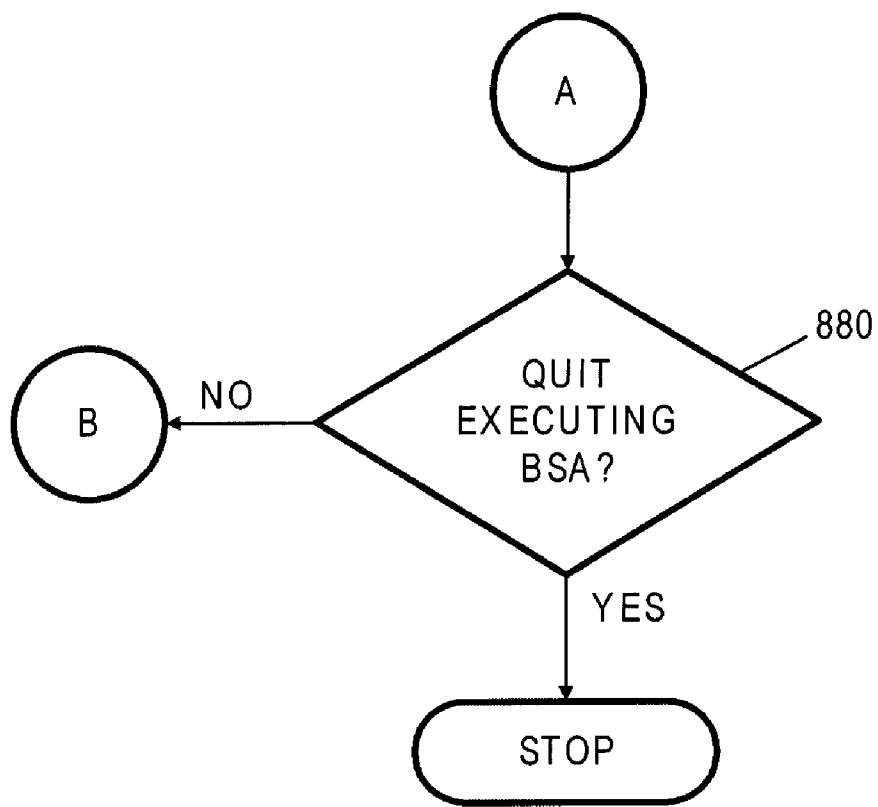 A
880
QUIT
EXECUTING
BSA?
NO
B
YES
STOP